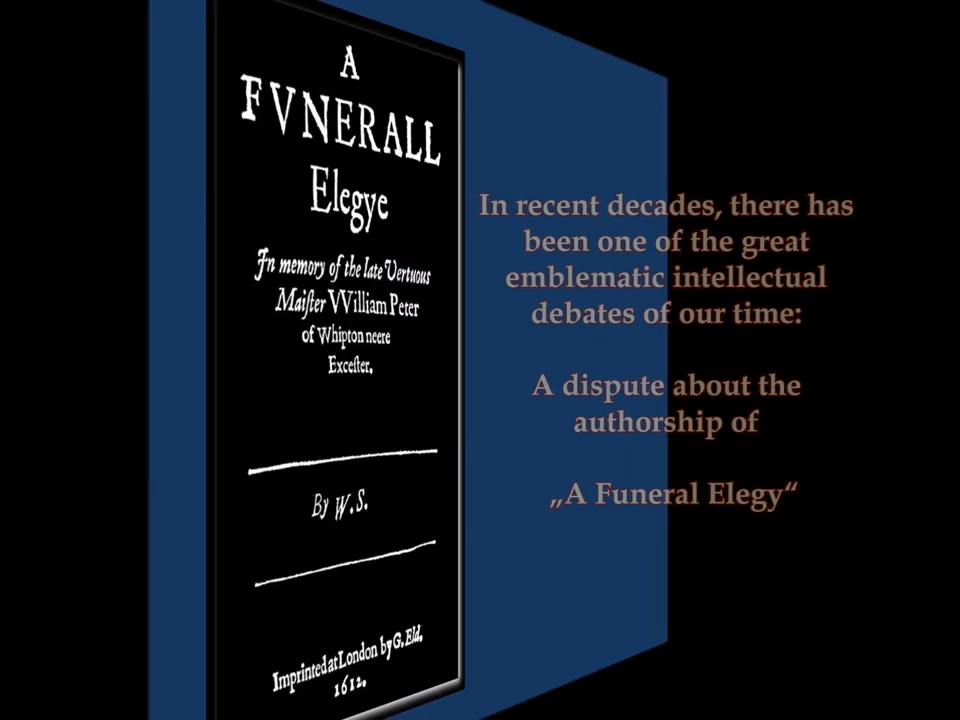 A
FVNERALL
Elegye
In memory of the late Vertuous
Maiſter VVilliam Peter
of Whipton neere
Exceſter.
By W.S.
Imprinted at London by G. Eld.
1612.
In recent decades, there has
been one of the great
emblematic intellectual
debates of our time:
A dispute about the
authorship of
„A Funeral Elegy“